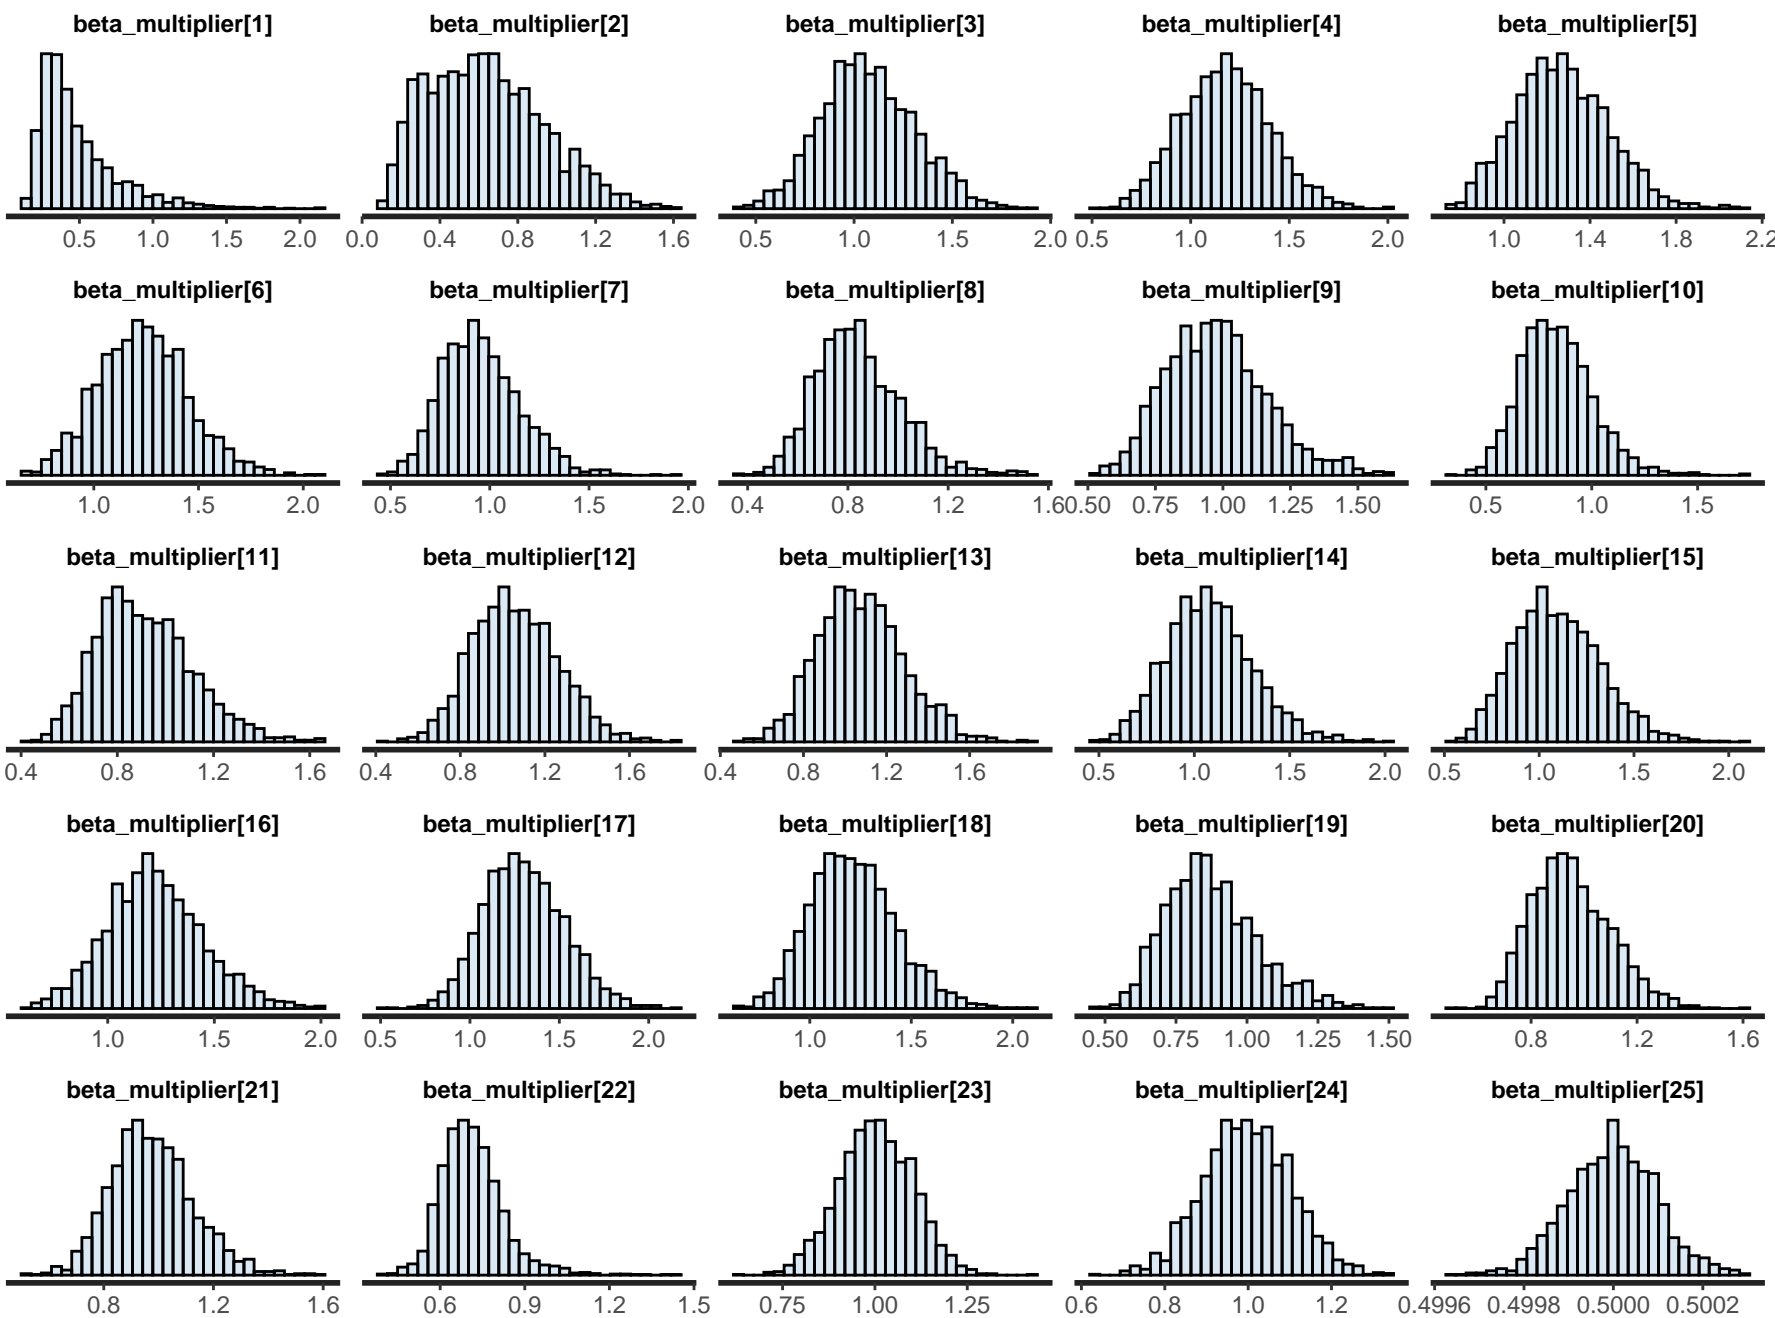 beta_multiplier[1] beta_multiplier[2] beta_multiplier[3] beta_multiplier[4] beta_multiplier[5]
0.5 1.0 1.5 2.0 0.0 0.4 0.8 1.2 1.6 0.5 1.0 1.5 2.0 0.5 1.0 1.5 2.0 1.0 1.4 1.8 2.2
beta_multiplier[6] beta_multiplier[7] beta_multiplier[8] beta_multiplier[9] beta_multiplier[10]
1.0 1.5 2.0 0.5 1.0 1.5 2.0 0.4 0.8 1.2 1.6 0.50 0.75 1.00 1.25 1.50 0.5 1.0 1.5
beta_multiplier[11] beta_multiplier[12] beta_multiplier[13] beta_multiplier[14] beta_multiplier[15]
0.4 0.8 1.2 1.6 0.4 0.8 1.2 1.6 0.4 0.8 1.2 1.6 0.5 1.0 1.5 2.0 0.5 1.0 1.5 2.0
beta_multiplier[16] beta_multiplier[17] beta_multiplier[18] beta_multiplier[19] beta_multiplier[20]
1.0 1.5 2.0 0.5 1.0 1.5 2.0 1.0 1.5 2.0 0.50 0.75 1.00 1.25 1.50 0.8 1.2 1.6
beta_multiplier[21] beta_multiplier[22] beta_multiplier[23] beta_multiplier[24] beta_multiplier[25]
0.8 1.2 1.6 0.6 0.9 1.2 1.5 0.75 1.00 1.25 0.6 0.8 1.0 1.2 0.4996 0.4998 0.5000 0.5002